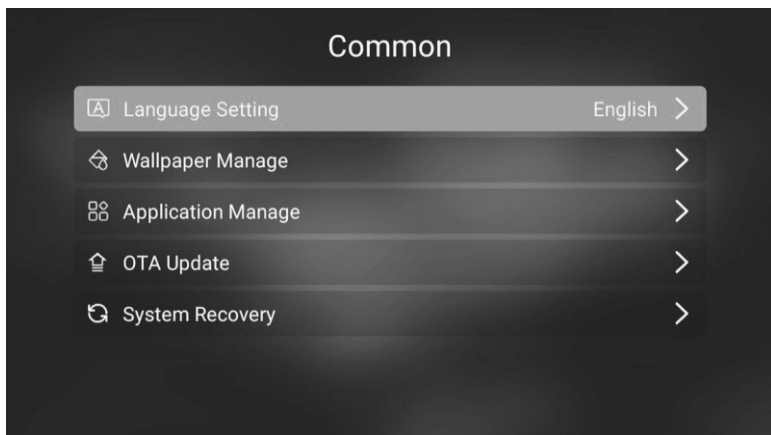 Common
Language Setting English
Wallpaper Manage
Application Manage
OTA Update
System Recovery